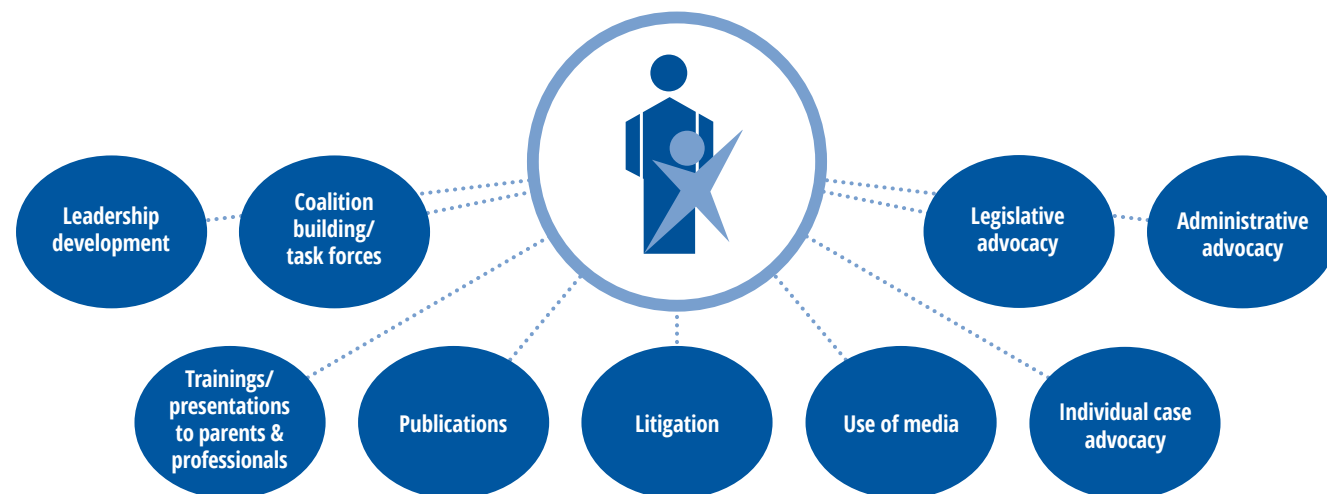 Leadership
development
Coalition
building/
task forces
Legislative
advocacy
Administrative
advocacy
Trainings/
presentations
to parents &
professionals
Publications
Litigation
Use of media
Individual case
advocacy